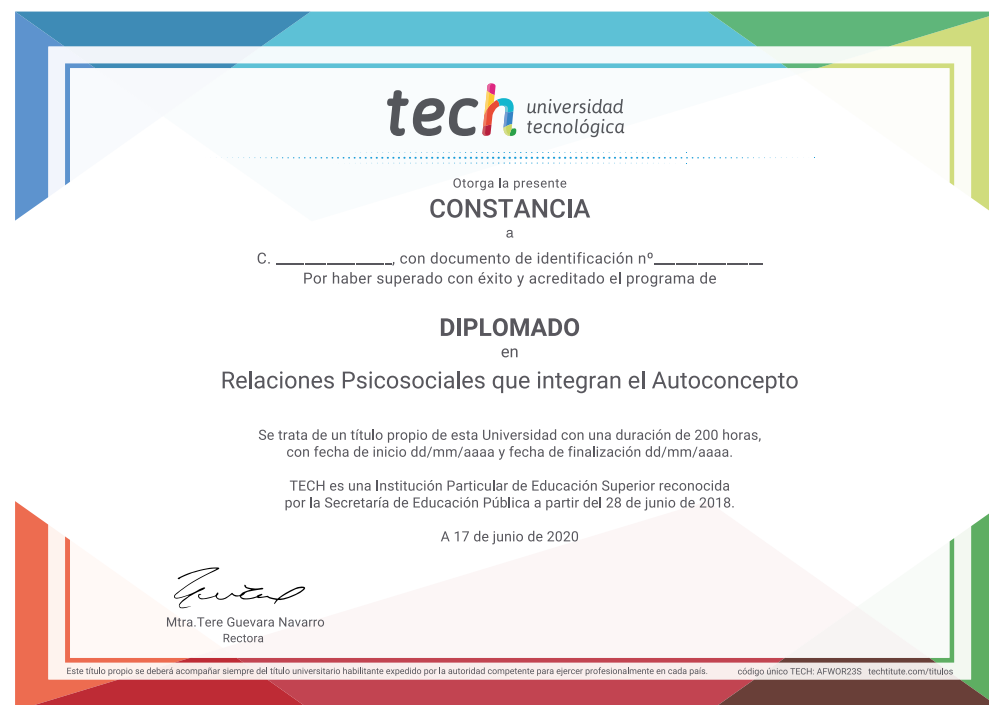 tech universidad
tecnológica
Otorga la presente
CONSTANCIA
a
C. ________________, con documento de identificación nº_______________
Por haber superado con éxito y acreditado el programa de
DIPLOMADO
en
Relaciones Psicosociales que integran el Autoconcepto
Se trata de un título propio de esta Universidad con una duración de 200 horas,
con fecha de inicio dd/mm/aaaa y fecha de finalización dd/mm/aaaa.
TECH es una Institución Particular de Educación Superior reconocida
por la Secretaría de Educación Pública a partir del 28 de junio de 2018.
A 17 de junio de 2020
Mtra.Tere Guevara Navarro
Rectora
Este título propio se deberá acompañar siempre del título universitario habilitante expedido por la autoridad competente para ejercer profesionalmente en cada país. código único TECH: AFWOR23S techtitute.com/titulos